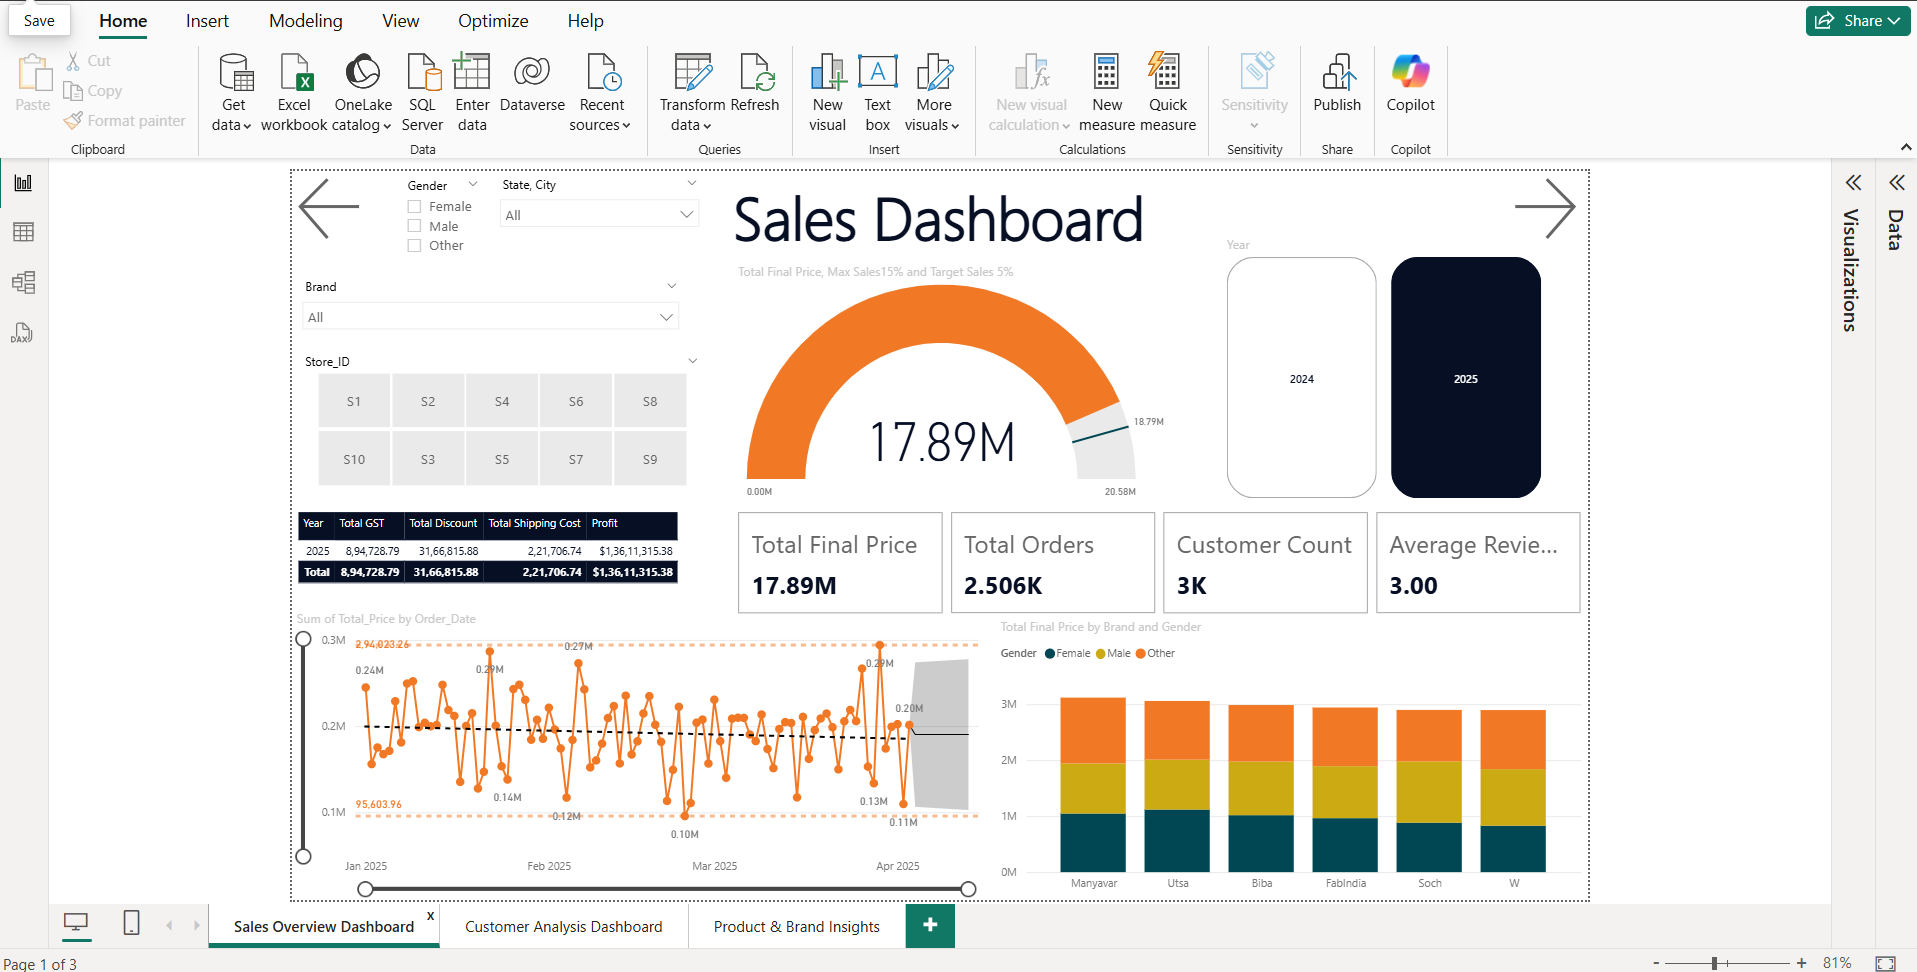 Save
Home
Insert
Modeling
View
Optimize
Help
Share
Paste
Cut
Copy
Format painter
Clipboard
Get data
Excel workbook
OneLake catalog
SQL Server
Enter data
Dataverse
Recent sources
Data
Transform data
Refresh
Queries
New visual
Text box
More visuals
Insert
New visual calculation
New measure
Quick measure
Calculations
Sensitivity
Sensitivity
Publish
Share
Copilot
Copilot
Gender
Female
Male
Other
State, City
All
Sales Dashboard
Brand
All
Store_ID
S1 S2 S4 S6 S8
S10 S3 S5 S7 S9
Total Final Price, Max Sales15% and Target Sales 5%
17.89M
18.79M
0.00M
20.58M
Year
2024
2025
Year Total GST Total Discount Total Shipping Cost Profit
2025 8,94,728.79 31,66,815.88 2,21,706.74 $1,36,11,315.38
Total 8,94,728.79 31,66,815.88 2,21,706.74 $1,36,11,315.38
Total Final Price
17.89M
Total Orders
2.506K
Customer Count
3K
Average Revie...
3.00
Sum of Total_Price by Order_Date
0.3M
0.2M
0.1M
2,94,023.26
0.24M
0.29M
0.27M
0.29M
0.20M
95,603.96
0.14M
0.12M
0.10M
0.13M
0.11M
Jan 2025
Feb 2025
Mar 2025
Apr 2025
Total Final Price by Brand and Gender
Gender Female Male Other
3M
2M
1M
0M
Manyavar
Utsa
Biba
FabIndia
Soch
W
Visualizations
Data
DAX
Sales Overview Dashboard x
Customer Analysis Dashboard
Product & Brand Insights
+
Page 1 of 3
- + 81%